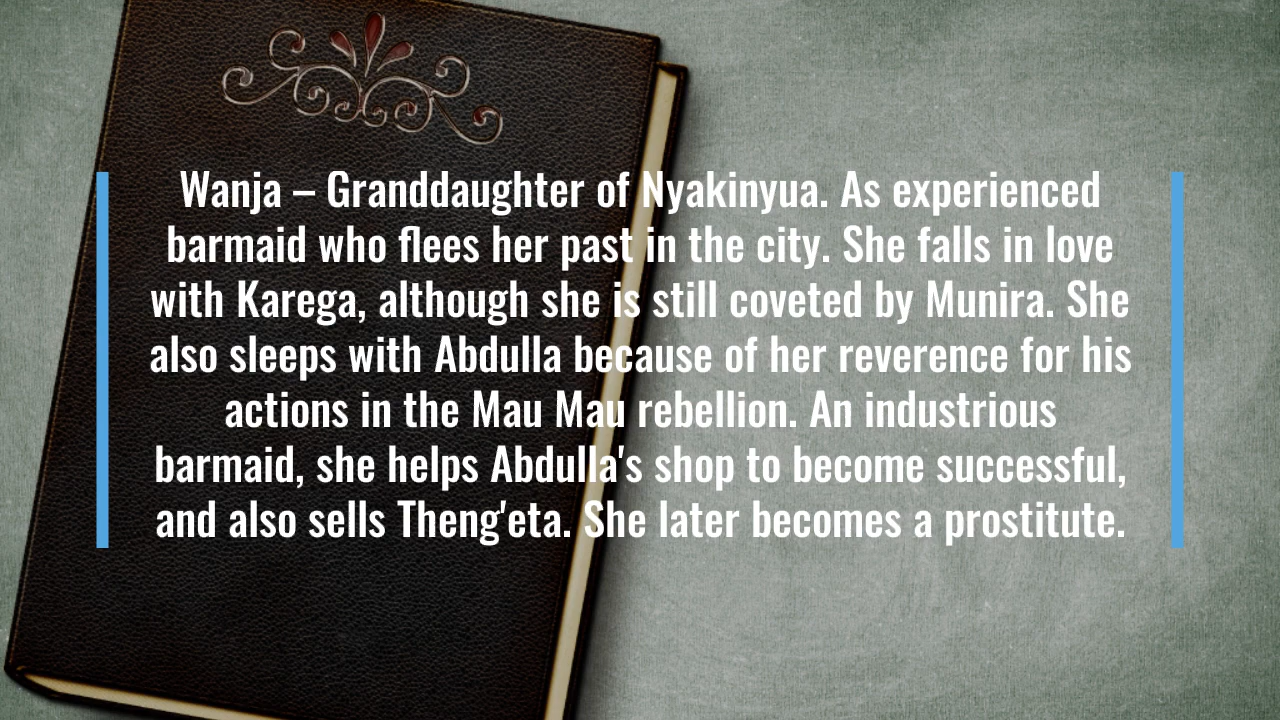 Wanja – Granddaughter of Nyakinyua. As experienced
barmaid who flees her past in the city. She falls in love
with Karega, although she is still coveted by Munira. She
also sleeps with Abdulla because of her reverence for his
actions in the Mau Mau rebellion. An industrious
barmaid, she helps Abdulla's shop to become successful,
and also sells Theng'eta. She later becomes a prostitute.